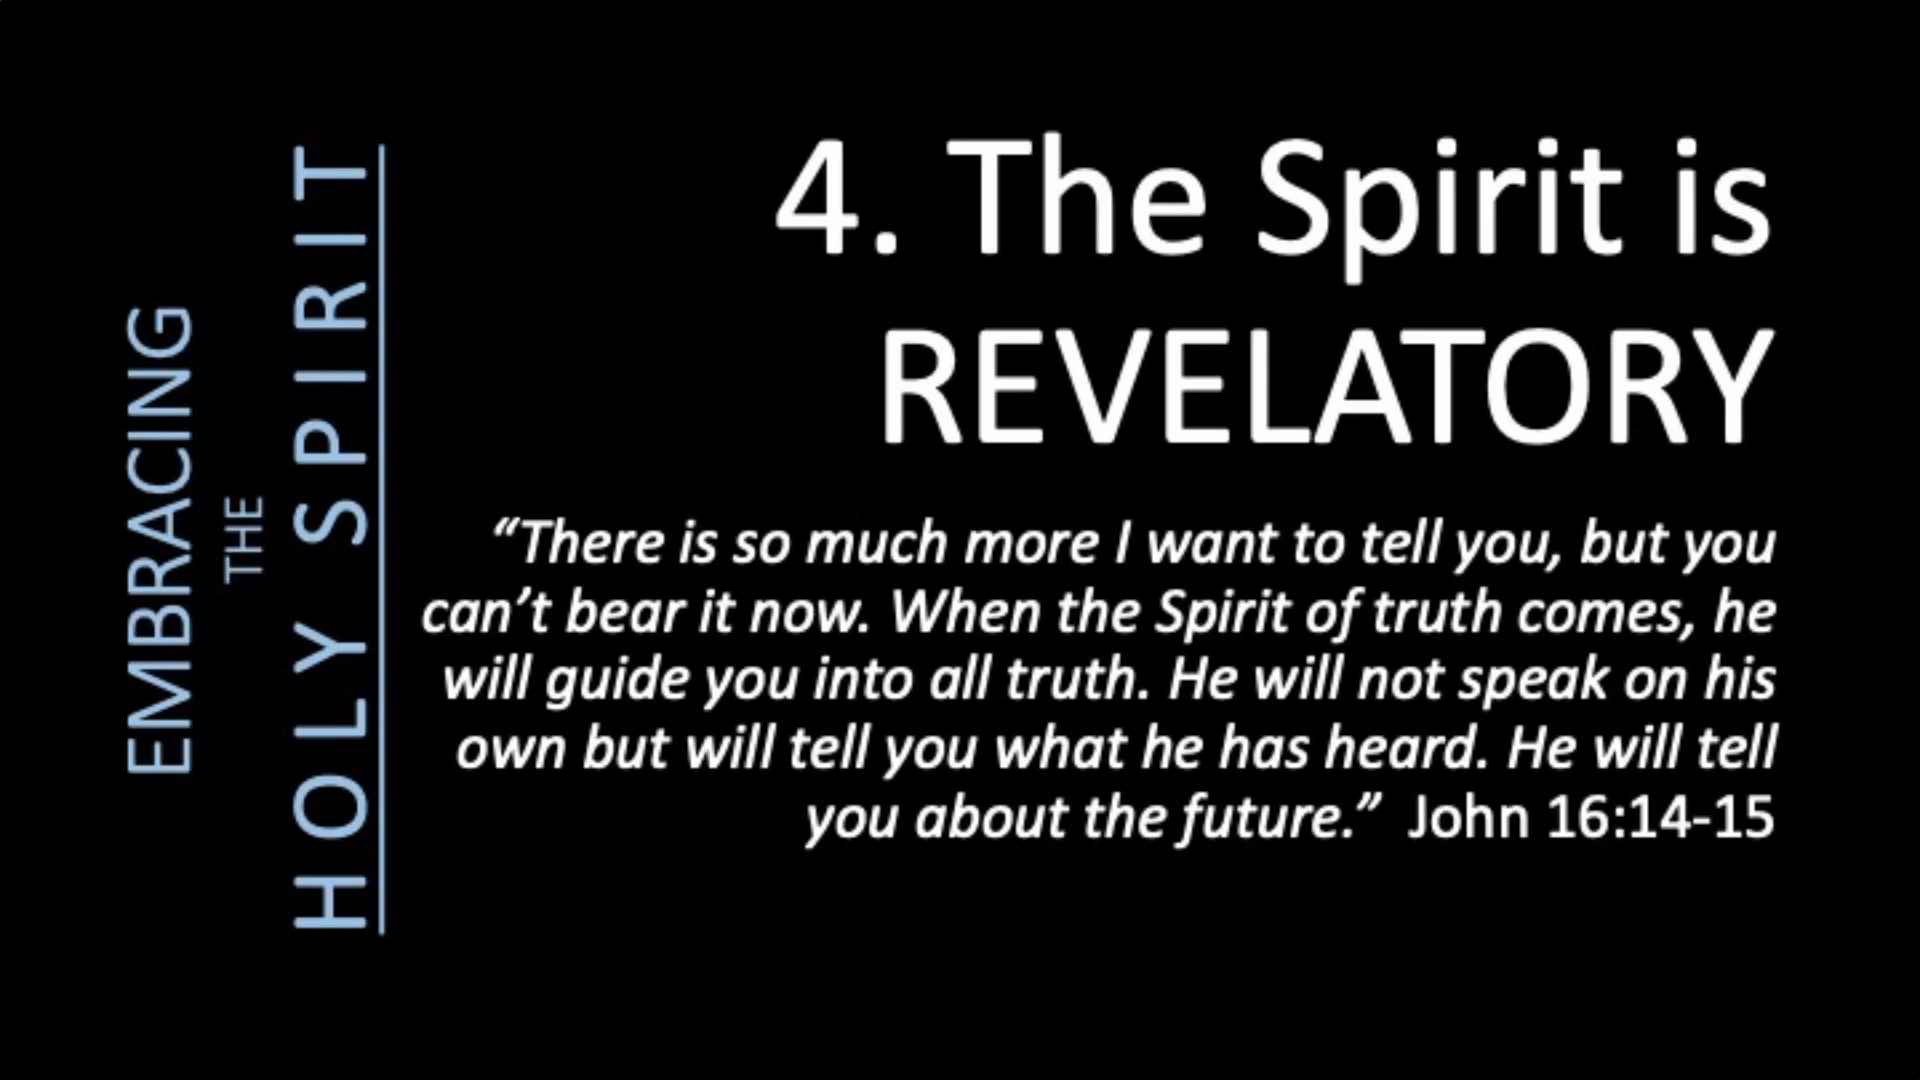 EMBRACING
THE
HOLY SPIRIT
4. The Spirit is
REVELATORY
“There is so much more I want to tell you, but you
can’t bear it now. When the Spirit of truth comes, he
will guide you into all truth. He will not speak on his
own but will tell you what he has heard. He will tell
you about the future.” John 16:14-15